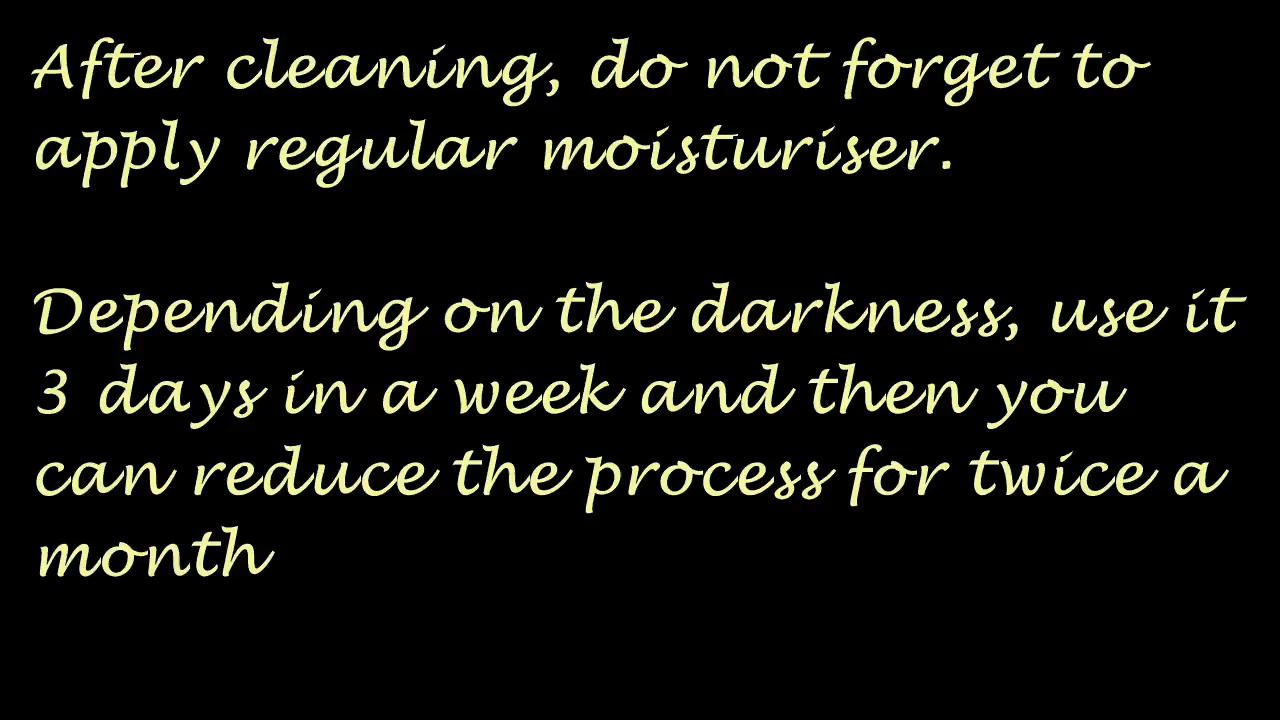 After cleaning, do not forget to
apply regular moisturiser.
Depending on the darkness, use it
3 days in a week and then you
can reduce the process for twice a
month